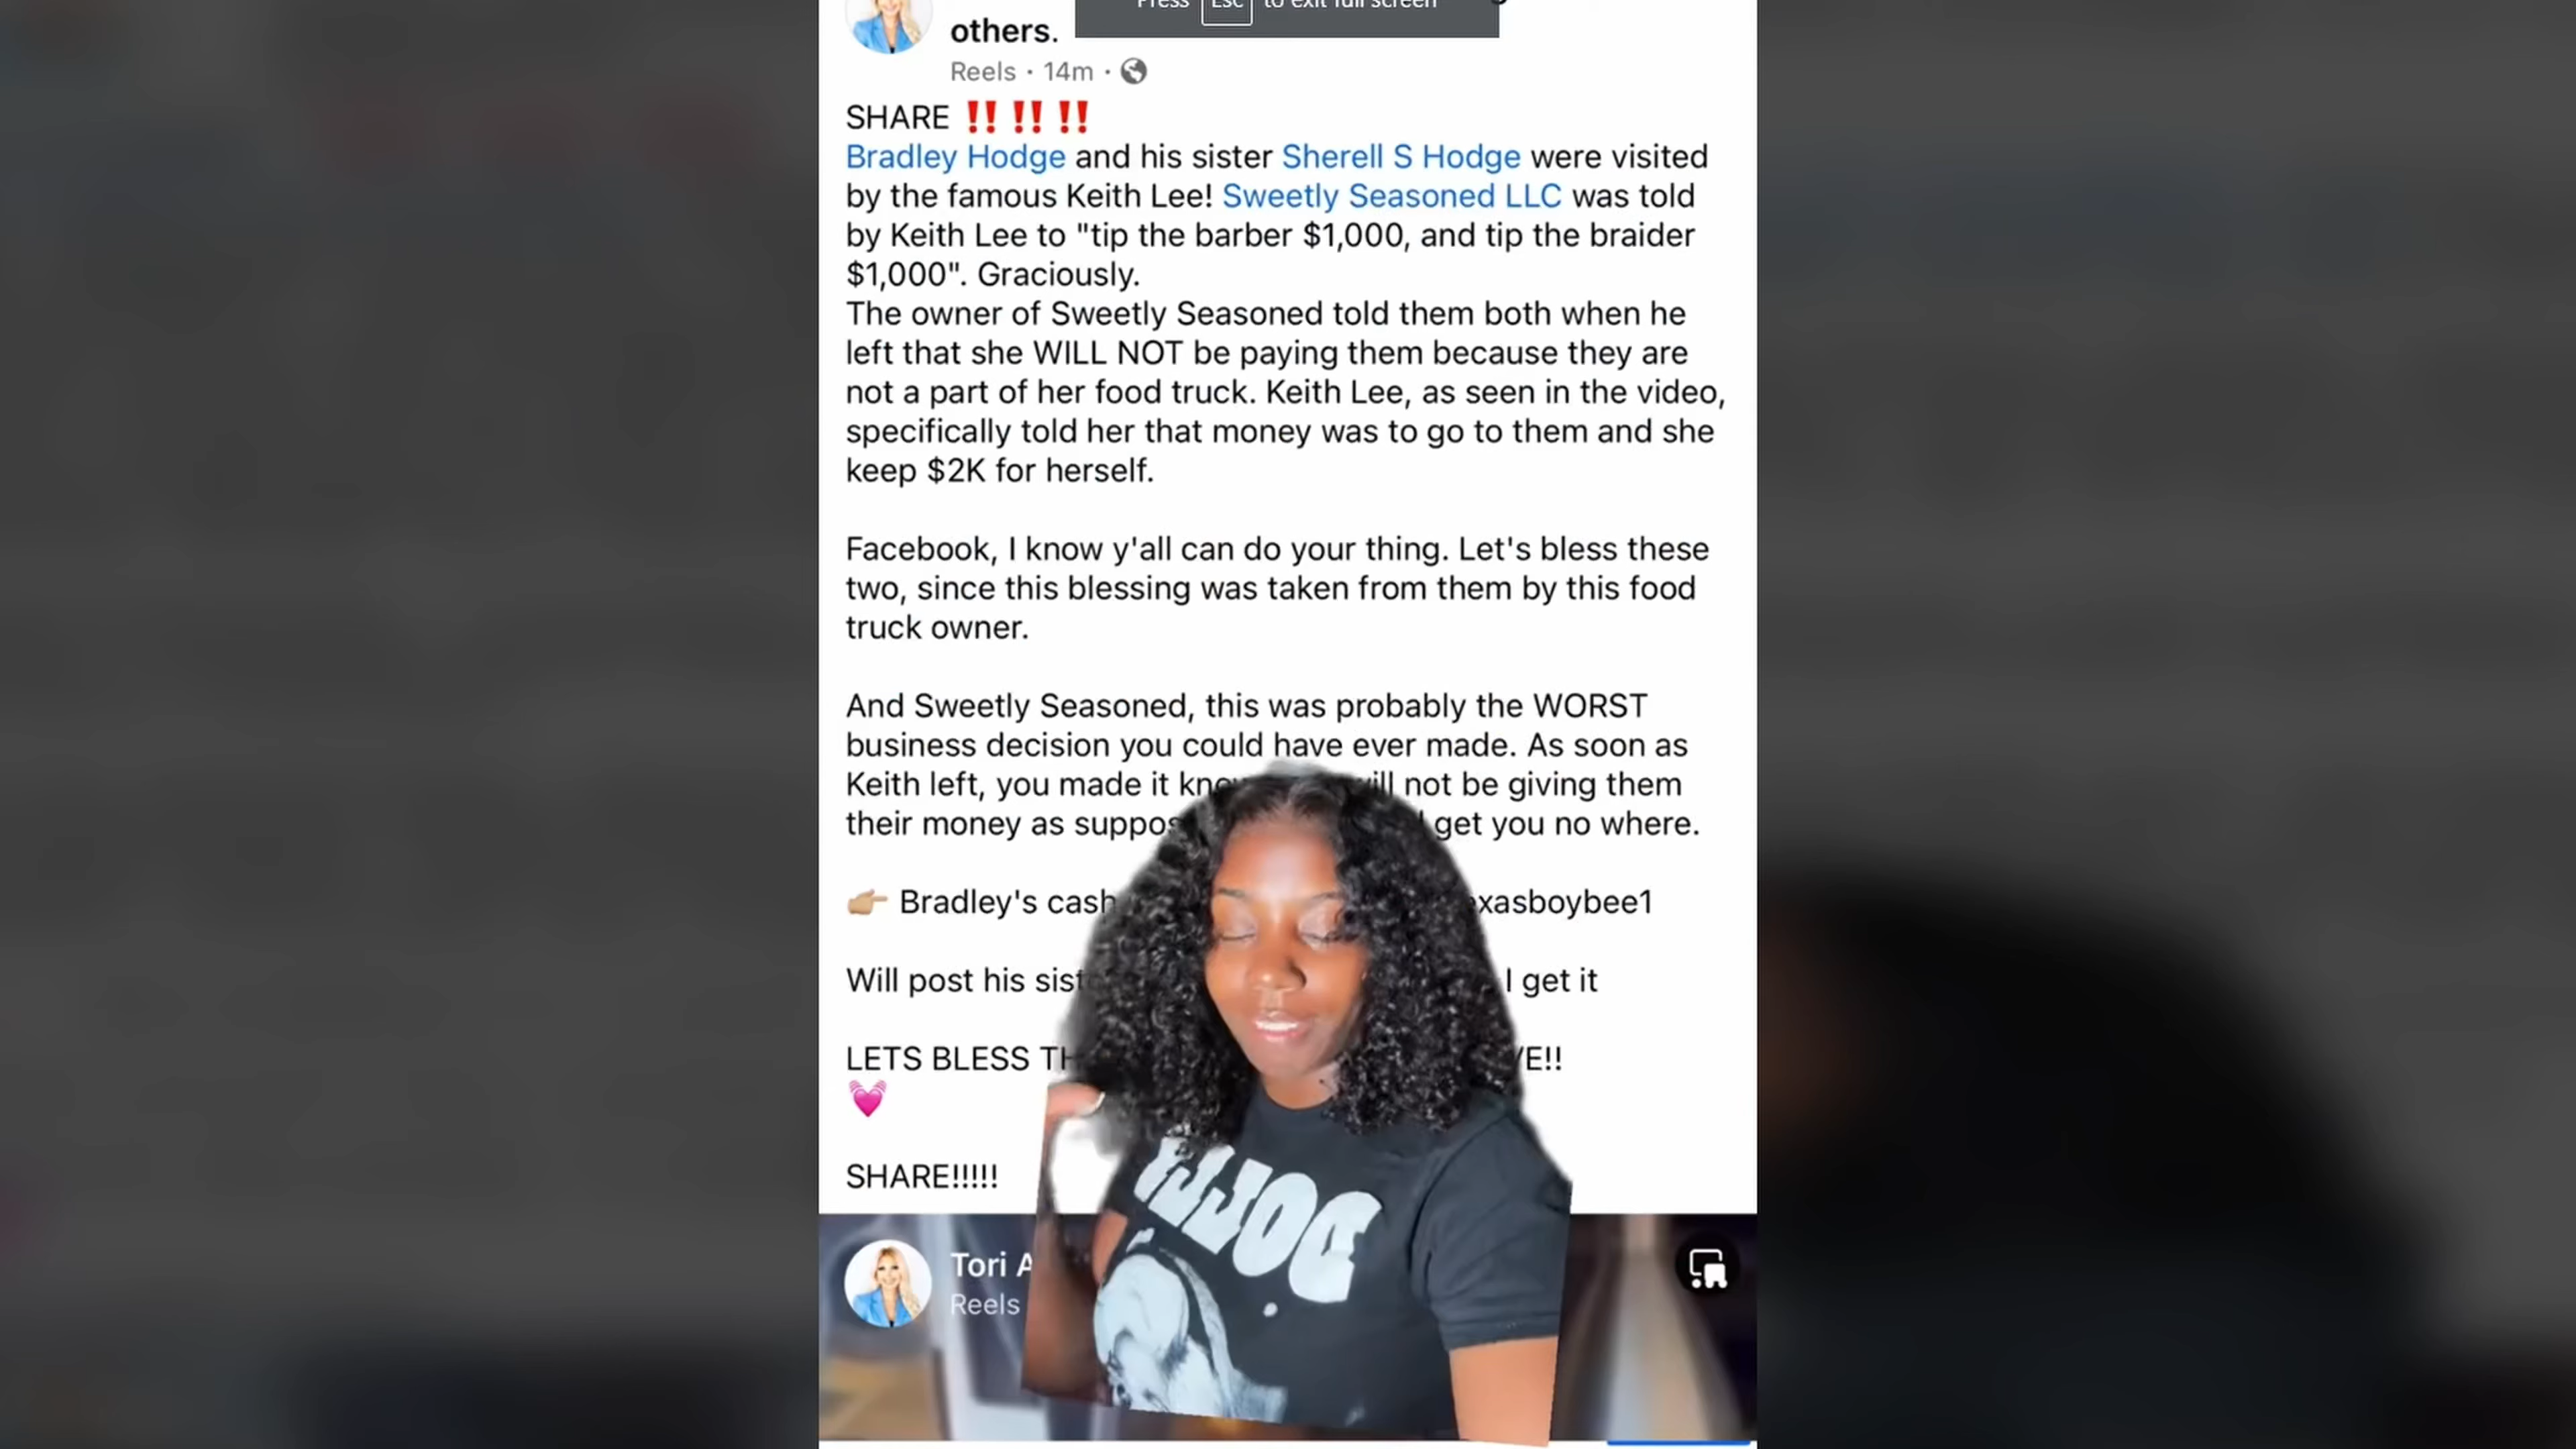 Press Esc to exit full screen
others.
Reels · 14m ·
SHARE ‼️ ‼️ ‼️
Bradley Hodge and his sister Sherell S Hodge were visited
by the famous Keith Lee! Sweetly Seasoned LLC was told
by Keith Lee to "tip the barber $1,000, and tip the braider
$1,000". Graciously.
The owner of Sweetly Seasoned told them both when he
left that she WILL NOT be paying them because they are
not a part of her food truck. Keith Lee, as seen in the video,
specifically told her that money was to go to them and she
keep $2K for herself.
Facebook, I know y'all can do your thing. Let's bless these
two, since this blessing was taken from them by this food
truck owner.
And Sweetly Seasoned, this was probably the WORST
business decision you could have ever made. As soon as
Keith left, you made it not be giving them
their money as get you no where.
👉🏼 Bradley's cash xasboybee1
Will post his I get it
LETS BLESS
💓
SHARE!!!!!
Tori A
Reels
DOLLY